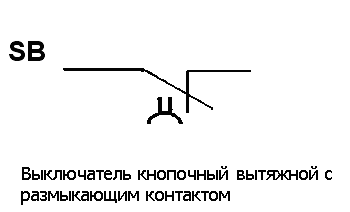 SB
Выключатель кнопочный вытяжной с
размыкающим контактом